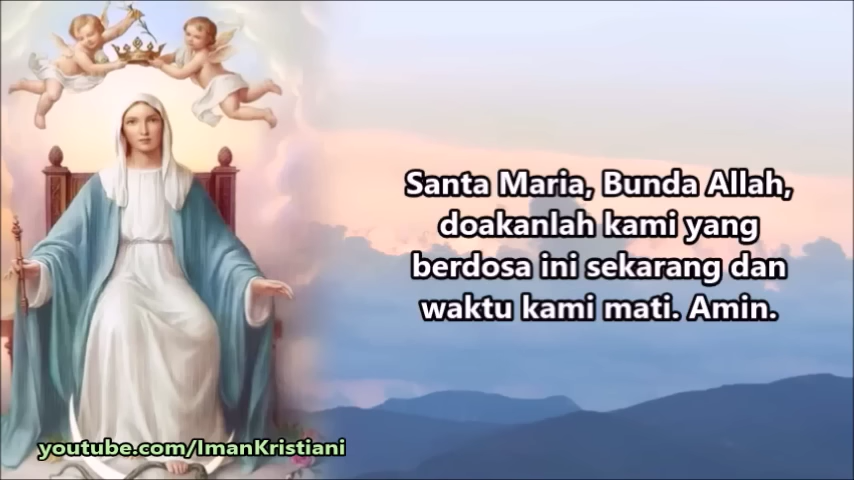 Santa Maria, Bunda Allah,
doakanlah kami yang
berdosa ini sekarang dan
waktu kami mati. Amin.
youtube.com/ImanKristiani